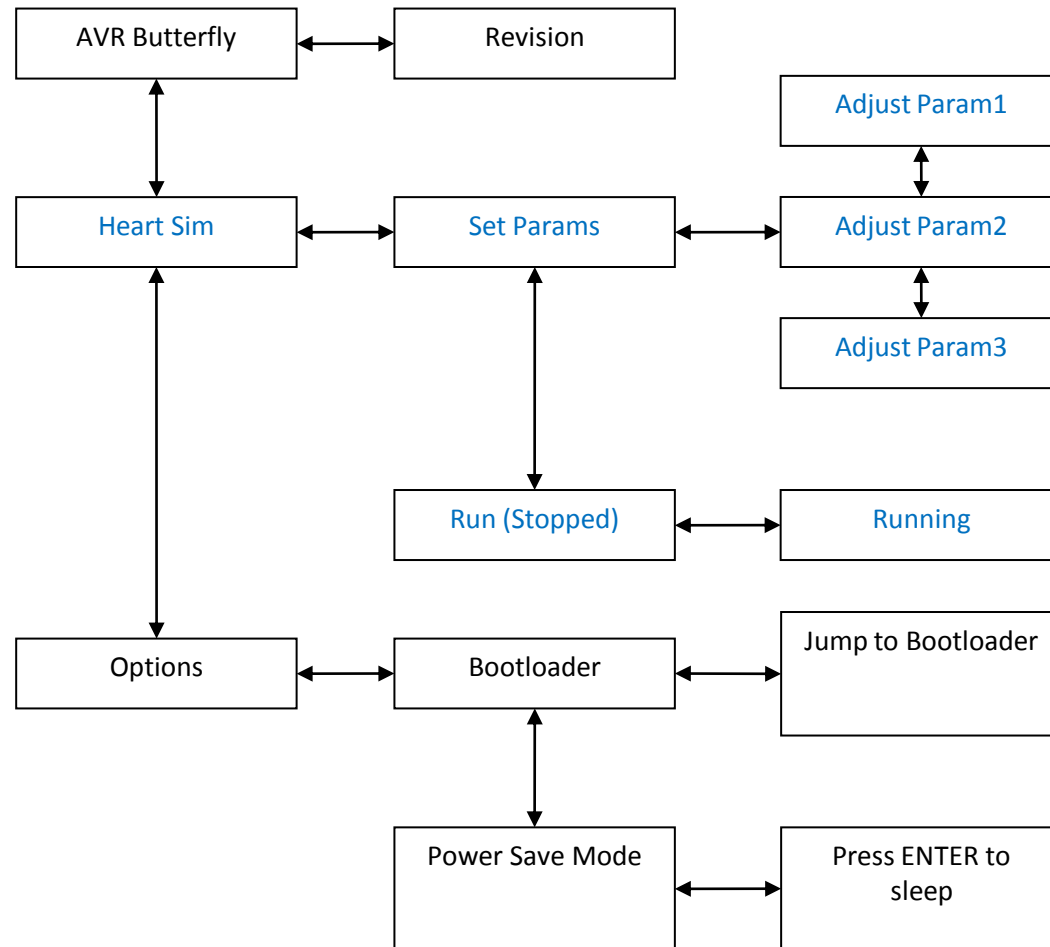 AVR Butterfly
Revision
Adjust Param1
Heart Sim
Set Params
Adjust Param2
Adjust Param3
Run (Stopped)
Running
Options
Bootloader
Jump to Bootloader
Power Save Mode
Press ENTER to
sleep